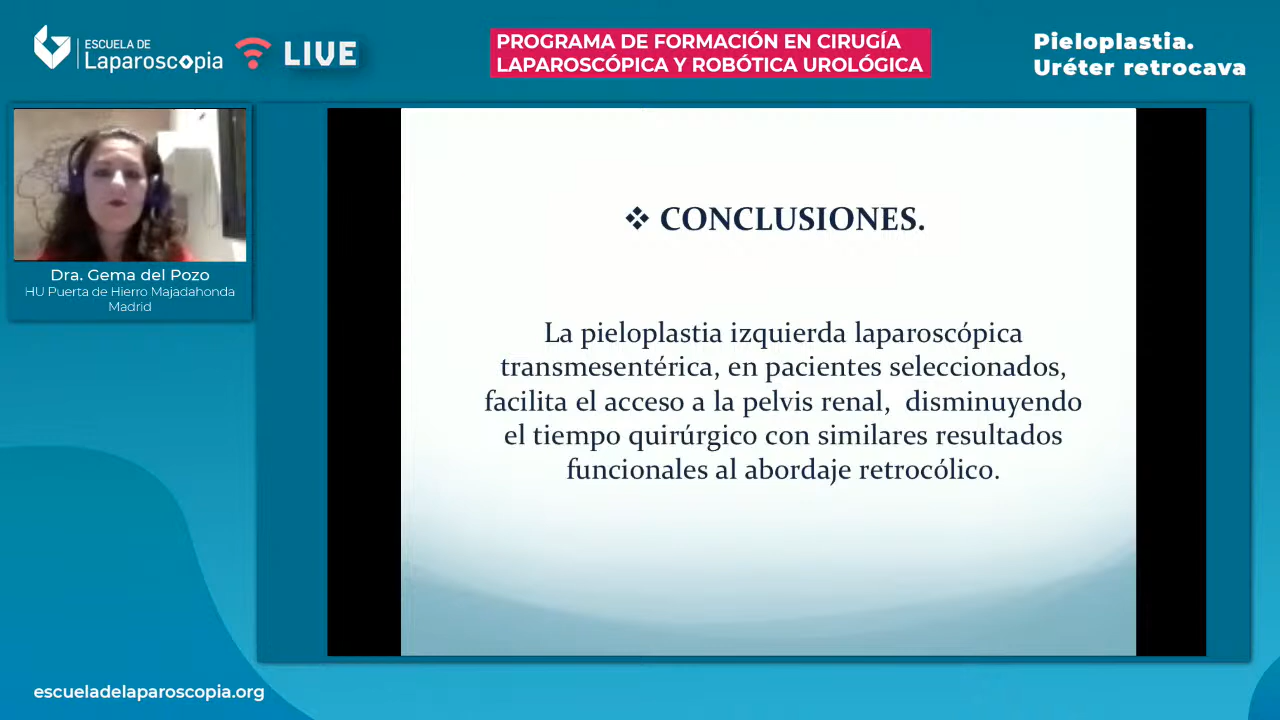 ESCUELA DE
Laparoscopia
LIVE
PROGRAMA DE FORMACIÓN EN CIRUGÍA
LAPAROSCÓPICA Y ROBÓTICA UROLÓGICA
Pieloplastia.
Uréter retrocava
Dra. Gema del Pozo
HU Puerta de Hierro Majadahonda
Madrid
❖ CONCLUSIONES.
La pieloplastia izquierda laparoscópica
transmesentérica, en pacientes seleccionados,
facilita el acceso a la pelvis renal, disminuyendo
el tiempo quirúrgico con similares resultados
funcionales al abordaje retrocólico.
escueladelaparoscopia.org